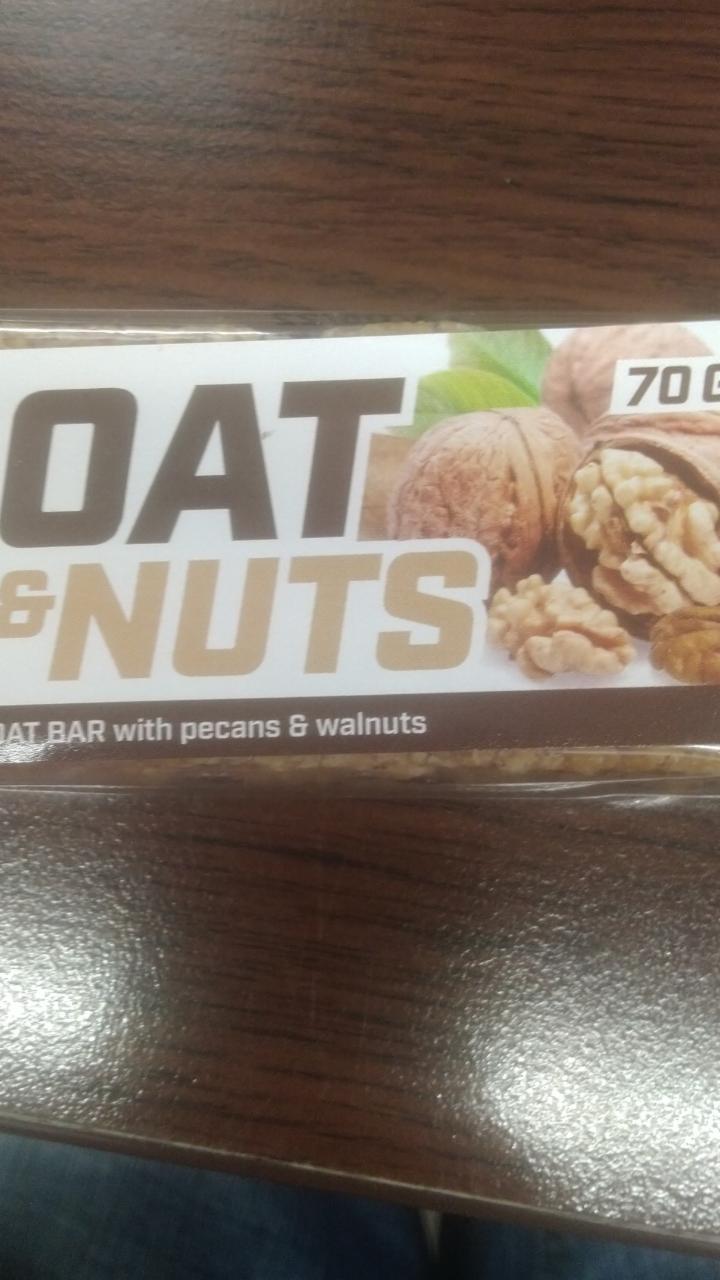 OAT
70 G
&NUTS
OAT BAR with pecans & walnuts